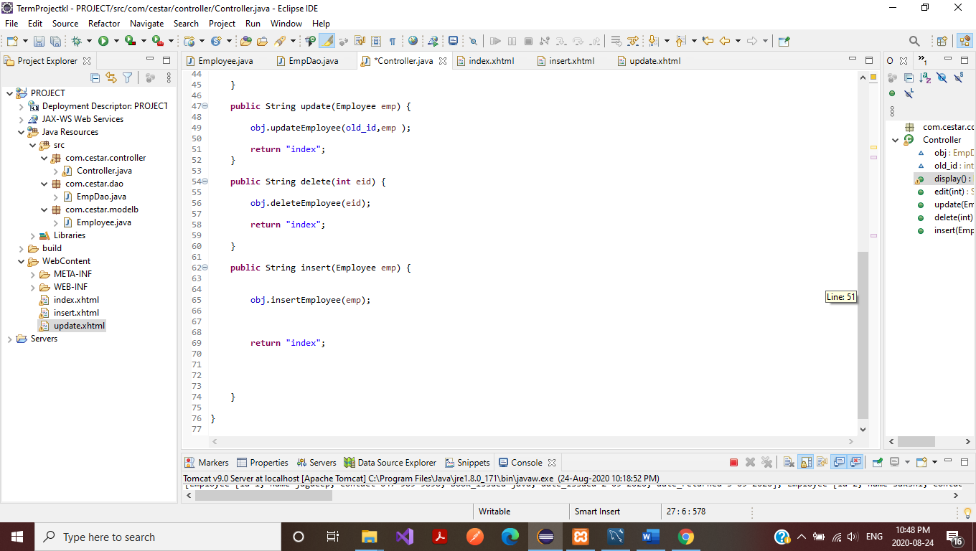 TermProjectkl - PROJECT/src/com/cestar/controller/Controller.java - Eclipse IDE
File Edit Source Refactor Navigate Search Project Run Window Help
Project Explorer
Employee.java EmpDao.java *Controller.java index.xhtml insert.xhtml update.xhtml
PROJECT
Deployment Descriptor: PROJECT
JAX-WS Web Services
Java Resources
src
com.cestar.controller
Controller.java
com.cestar.dao
EmpDao.java
com.cestar.modelb
Employee.java
Libraries
build
WebContent
META-INF
WEB-INF
index.xhtml
insert.xhtml
update.xhtml
Servers
44
45 }
46
47 public String update(Employee emp) {
48
49 obj.updateEmployee(old_id,emp );
50
51 return "index";
52 }
53
54 public String delete(int eid) {
55
56 obj.deleteEmployee(eid);
57
58 return "index";
59
60 }
61
62 public String insert(Employee emp) {
63
64
65 obj.insertEmployee(emp);
66
67
68
69 return "index";
70
71
72
73
74 }
75
76 }
77
Line: 51
com.cestar.cc
Controller
obj : EmpD
old_id : int
display() :
edit(int) : S
update(Em
delete(int)
insert(Emp
Markers Properties Servers Data Source Explorer Snippets Console
Tomcat v9.0 Server at localhost [Apache Tomcat] C:\Program Files\Java\jre1.8.0_171\bin\javaw.exe (24-Aug-2020 10:18:52 PM)
Writable Smart Insert 27 : 6 : 578
Type here to search
ENG
10:48 PM
2020-08-24
16